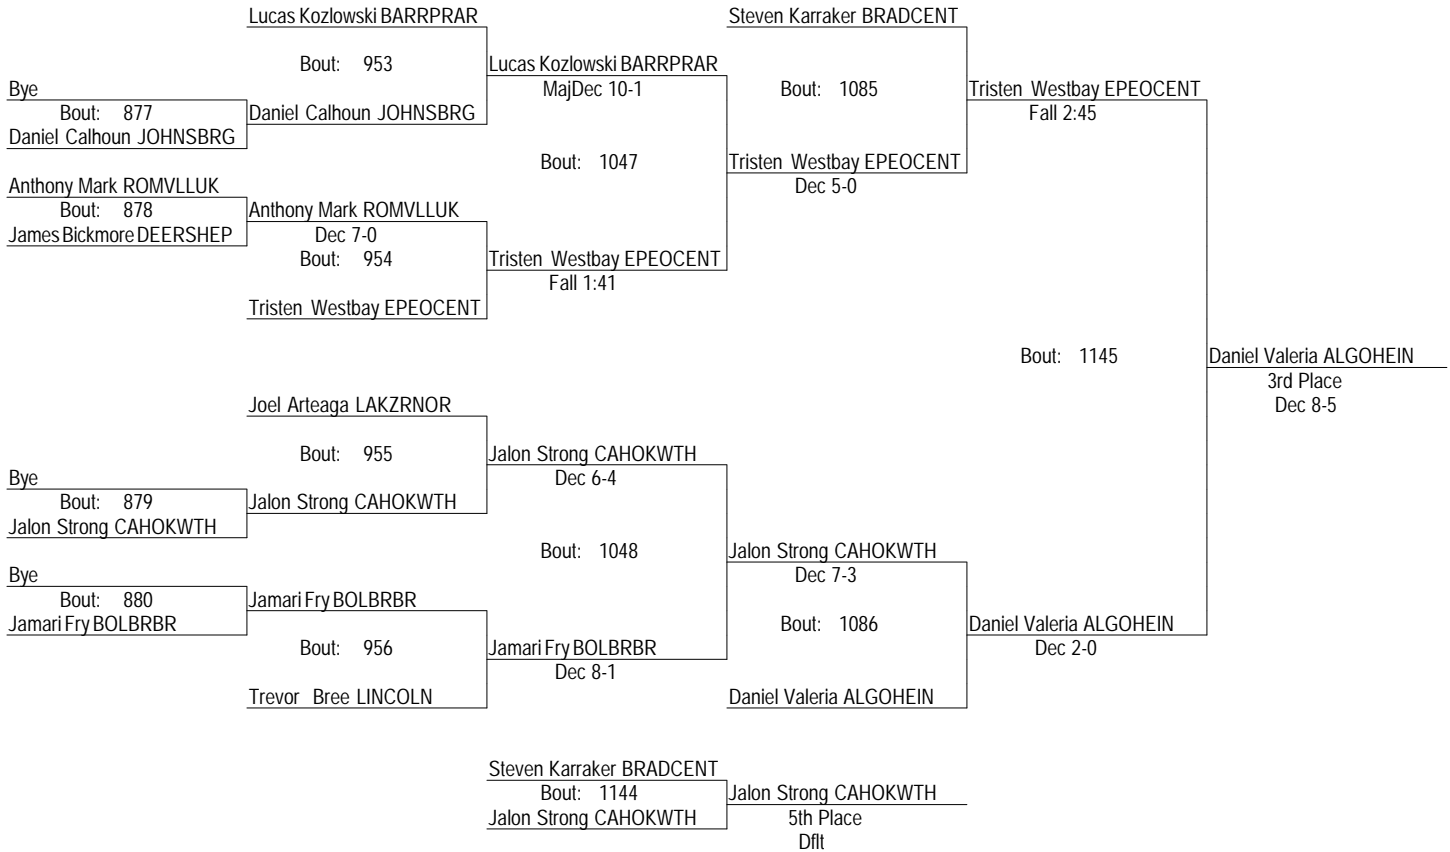 Lucas Kozlowski BARRPRAR
Steven Karraker BRADCENT
Bout: 953
Lucas Kozlowski BARRPRAR
MajDec 10-1
Bout: 1085
Tristen Westbay EPEOCENT
Fall 2:45
Bye
Bout: 877
Daniel Calhoun JOHNSBRG
Daniel Calhoun JOHNSBRG
Bout: 1047
Tristen Westbay EPEOCENT
Dec 5-0
Anthony Mark ROMVLLUK
Bout: 878
James Bickmore DEERSHEP
Anthony Mark ROMVLLUK
Dec 7-0
Bout: 954
Tristen Westbay EPEOCENT
Fall 1:41
Tristen Westbay EPEOCENT
Bout: 1145
Daniel Valeria ALGOHEIN
3rd Place
Dec 8-5
Joel Arteaga LAKZRNOR
Bout: 955
Jalon Strong CAHOKWTH
Dec 6-4
Bye
Bout: 879
Jalon Strong CAHOKWTH
Jalon Strong CAHOKWTH
Bout: 1048
Jalon Strong CAHOKWTH
Dec 7-3
Bye
Bout: 880
Jamari Fry BOLBRBR
Jamari Fry BOLBRBR
Bout: 1086
Daniel Valeria ALGOHEIN
Dec 2-0
Bout: 956
Jamari Fry BOLBRBR
Dec 8-1
Trevor Bree LINCOLN
Daniel Valeria ALGOHEIN
Steven Karraker BRADCENT
Bout: 1144
Jalon Strong CAHOKWTH
Jalon Strong CAHOKWTH
5th Place
Dflt